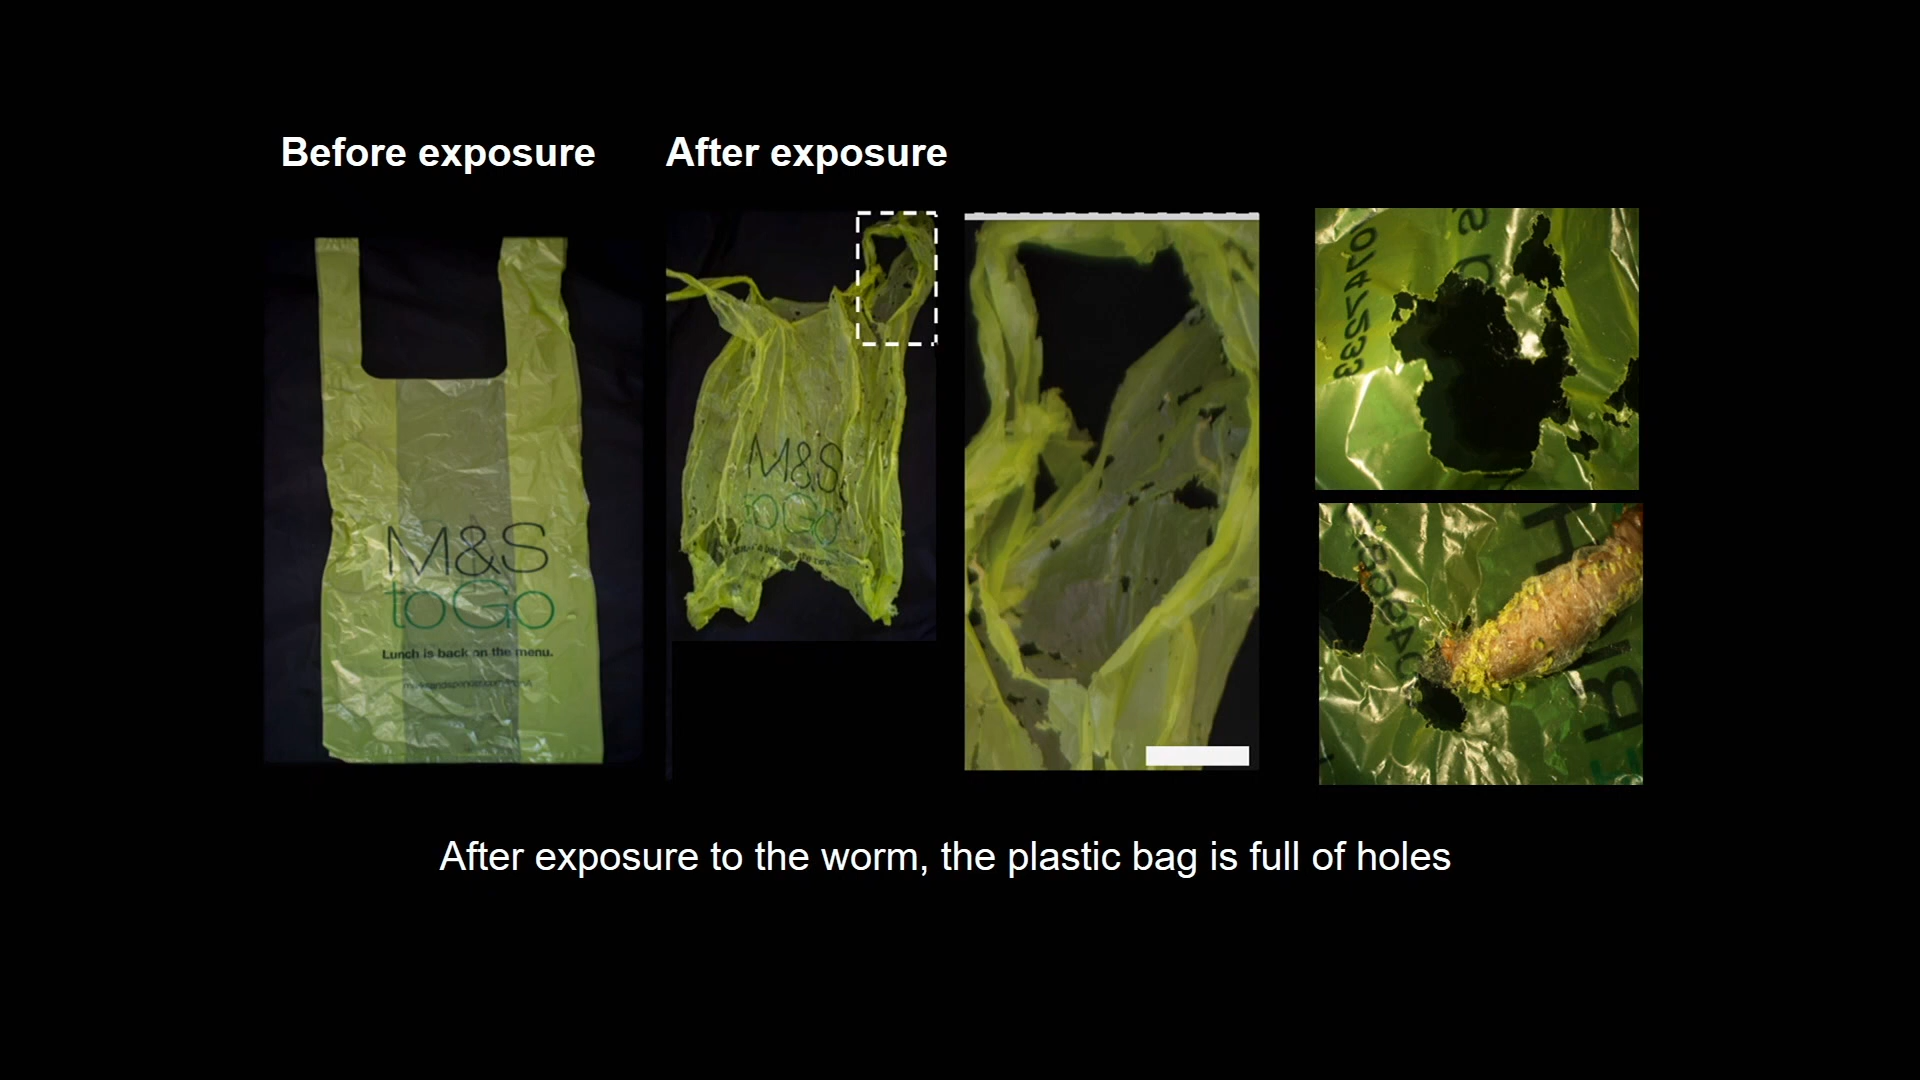 Before exposure
After exposure
M&S
toGo
Lunch is back on the menu.
M&S
toGo
After exposure to the worm, the plastic bag is full of holes